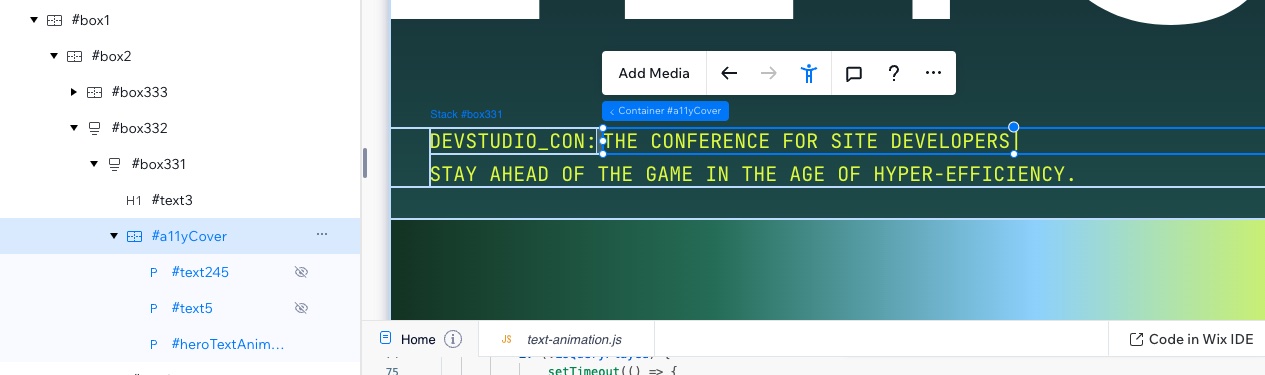 #box1
#box2
#box333
#box332
#box331
H1 #text3
#a11yCover
P #text245
P #text5
P #heroTextAnim...
Add Media
Stack #box331
Container #a11yCover
DEVSTUDIO_CON: THE CONFERENCE FOR SITE DEVELOPERS|
STAY AHEAD OF THE GAME IN THE AGE OF HYPER-EFFICIENCY.
Home
JS text-animation.js
Code in Wix IDE
75 setTimeout(() => {